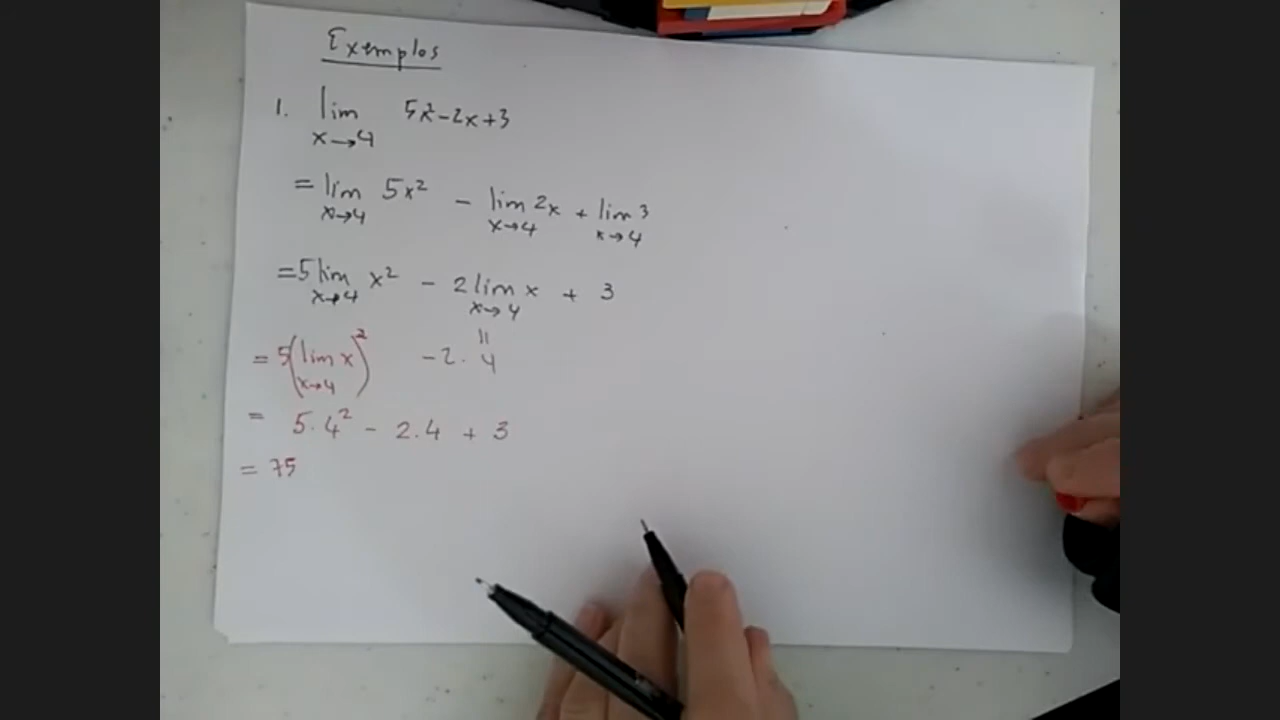 Exemplos
1. lim 5x²-2x+3
x→4
= lim 5x² - lim 2x + lim 3
x→4 x→4 x→4
= 5 lim x² - 2 lim x + 3
x→4 x→4
= 5(lim x)² - 2. 4
x→4
= 5.4² - 2.4 + 3
= 75